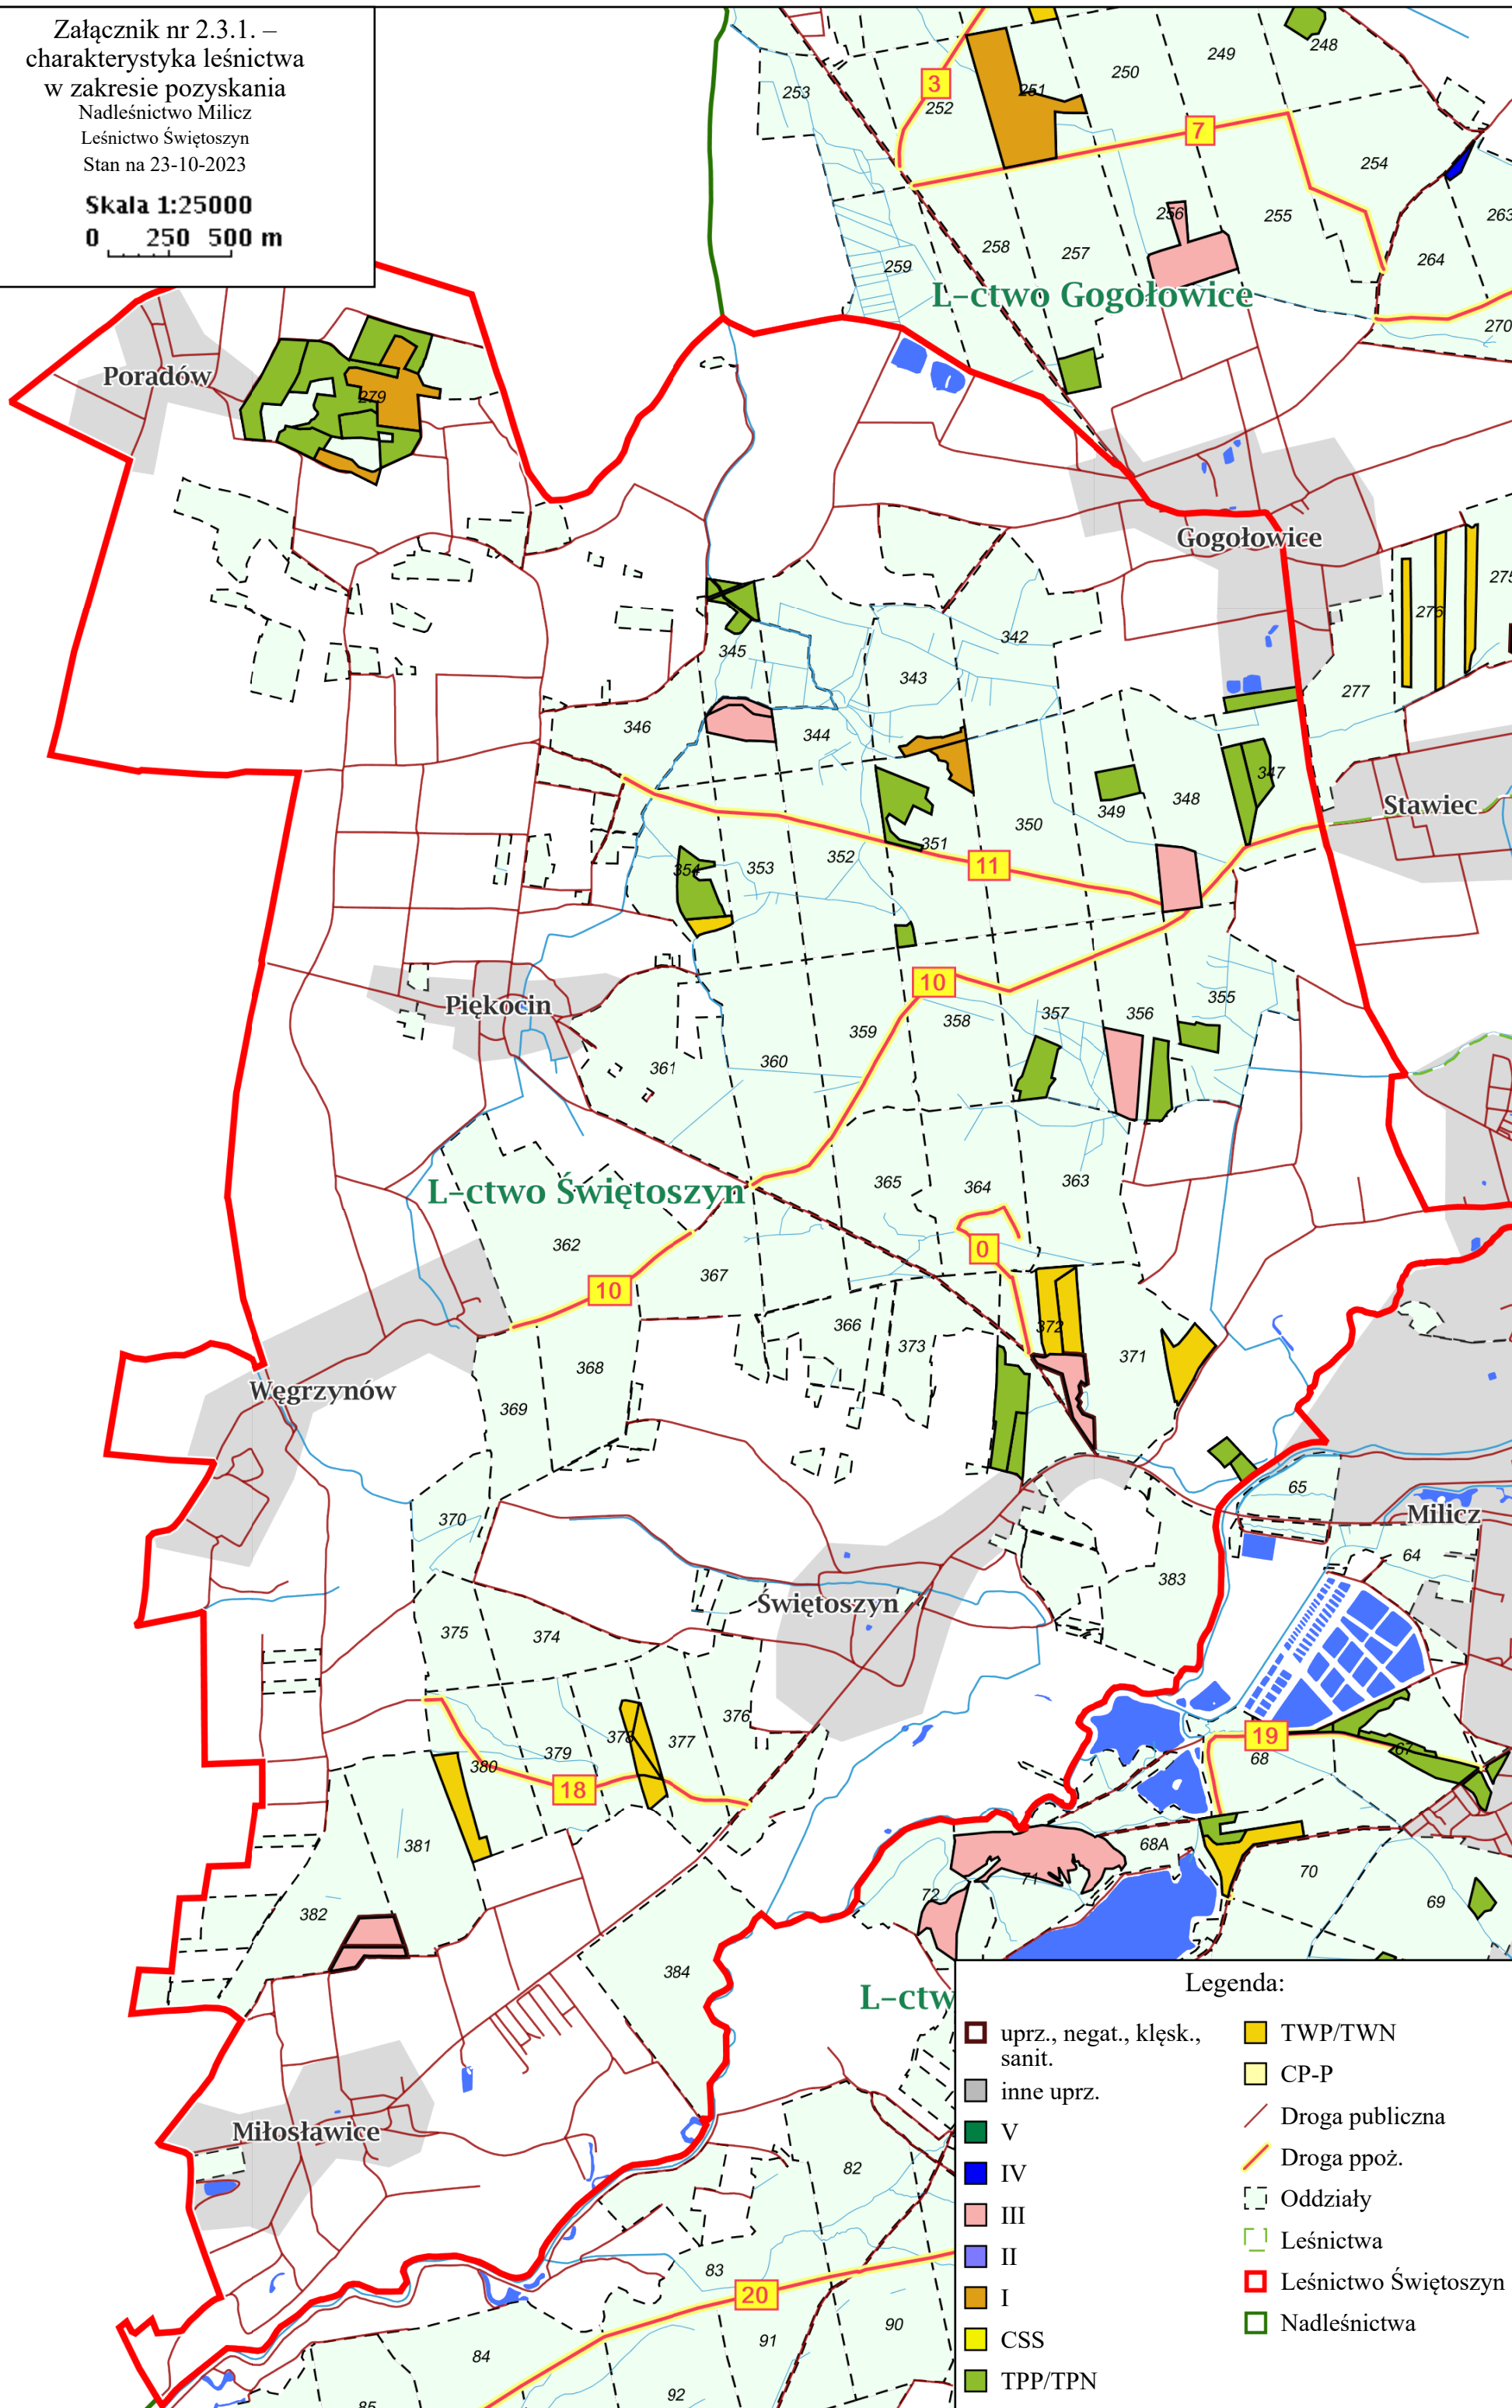 Załącznik nr 2.3.1. –
charakterystyka leśnictwa
w zakresie pozyskania
Nadleśnictwo Milicz
Leśnictwo Świętoszyn
Stan na 23-10-2023
Skala 1:25000
0 250 500 m
248
249
250
251
3
252
253
7
254
256
255
263
258
257
264
259
L-ctwo Gogołowice
270
Poradów
279
Gogołowice
275
276
342
345
343
277
346
344
347
348
349
350
Stawiec
351
11
352
353
354
10
Piękocin
355
356
357
358
359
360
361
L-ctwo Świętoszyn
365
364
363
362
0
367
10
366
372
373
371
368
Węgrzynów
369
65
Milicz
370
64
383
Świętoszyn
375
374
376
19
378
377
67
379
68
380
18
381
68A
70
71
72
69
382
384
L-ctw
Miłosławice
82
83
20
90
91
84
92
85
Legenda:
uprz., negat., klęsk.,
sanit.
inne uprz.
V
IV
III
II
I
CSS
TPP/TPN
TWP/TWN
CP-P
Droga publiczna
Droga ppoż.
Oddziały
Leśnictwa
Leśnictwo Świętoszyn
Nadleśnictwa